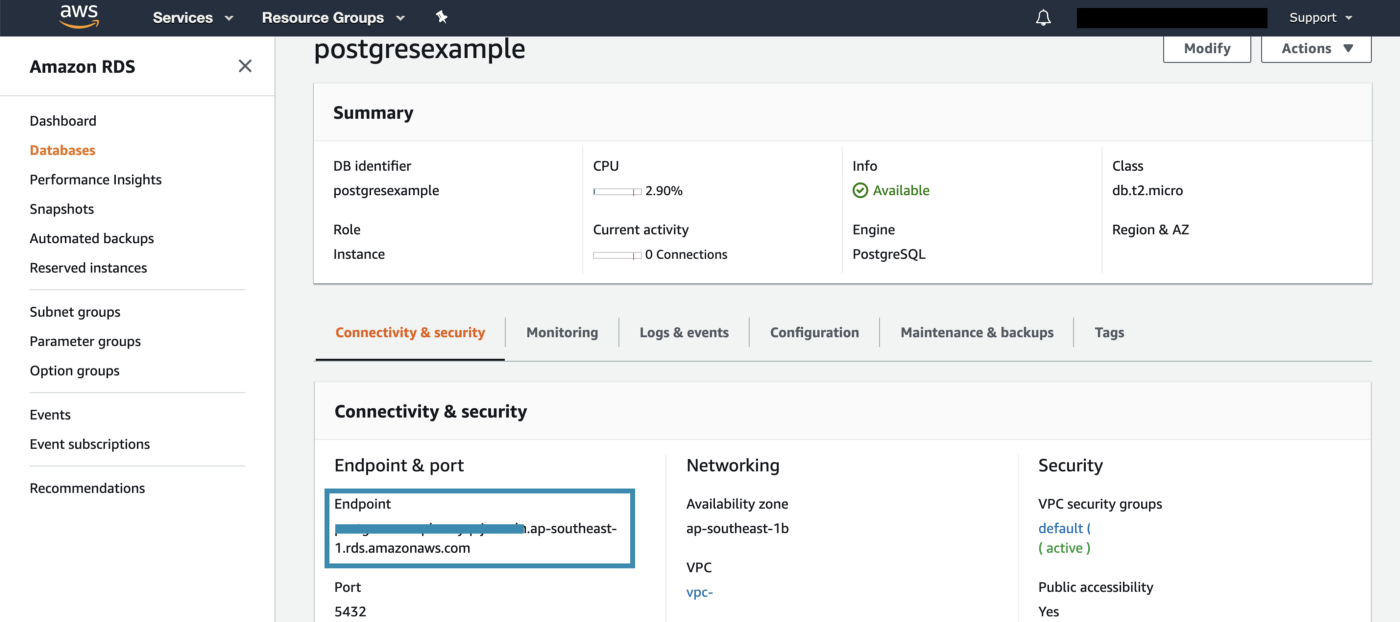 aws
Services
Resource Groups
Support
Amazon RDS
Dashboard
Databases
Performance Insights
Snapshots
Automated backups
Reserved instances
Subnet groups
Parameter groups
Option groups
Events
Event subscriptions
Recommendations
postgresexample
Modify
Actions
Summary
DB identifier
postgresexample
Role
Instance
CPU
2.90%
Current activity
0 Connections
Info
Available
Engine
PostgreSQL
Class
db.t2.micro
Region & AZ
Connectivity & security
Monitoring
Logs & events
Configuration
Maintenance & backups
Tags
Connectivity & security
Endpoint & port
Endpoint
.ap-southeast-
1.rds.amazonaws.com
Port
5432
Networking
Availability zone
ap-southeast-1b
VPC
vpc-
Security
VPC security groups
default (
( active )
Public accessibility
Yes